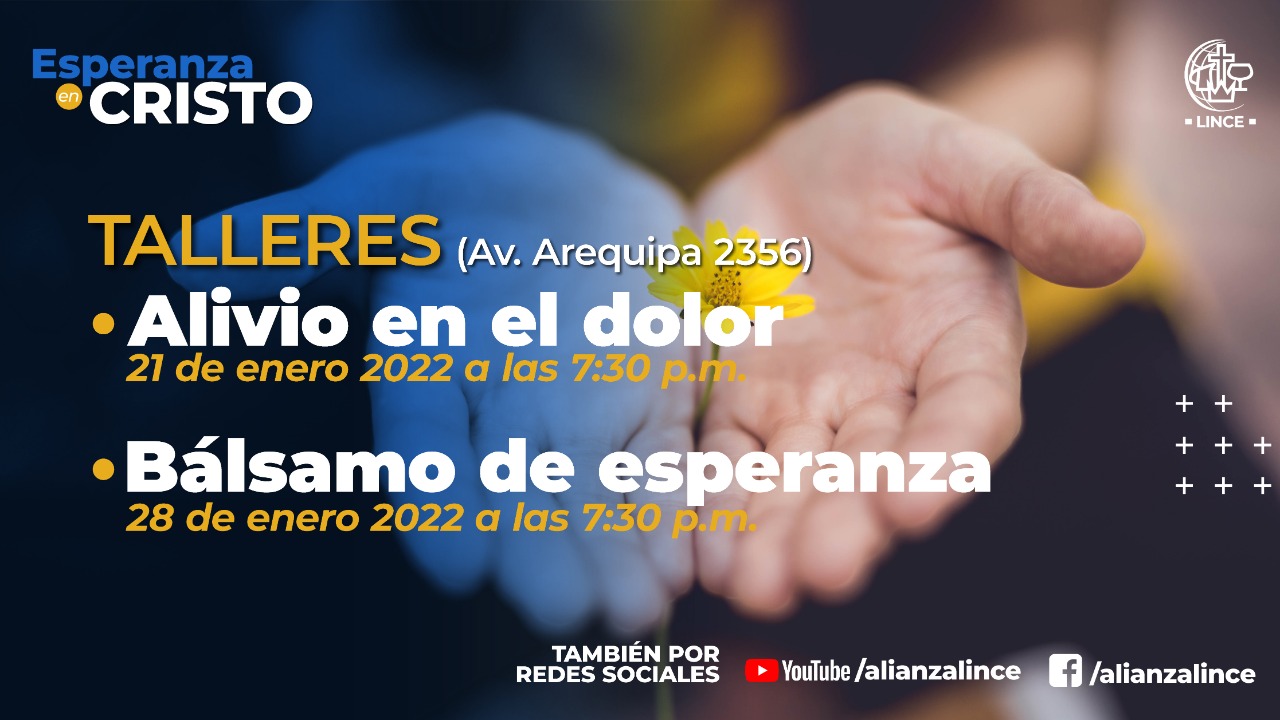 Esperanza
en CRISTO
LINCE
TALLERES (Av. Arequipa 2356)
• Alivio en el dolor
21 de enero 2022 a las 7:30 p.m.
• Bálsamo de esperanza
28 de enero 2022 a las 7:30 p.m.
TAMBIÉN POR
REDES SOCIALES
YouTube /alianzalince
/alianzalince